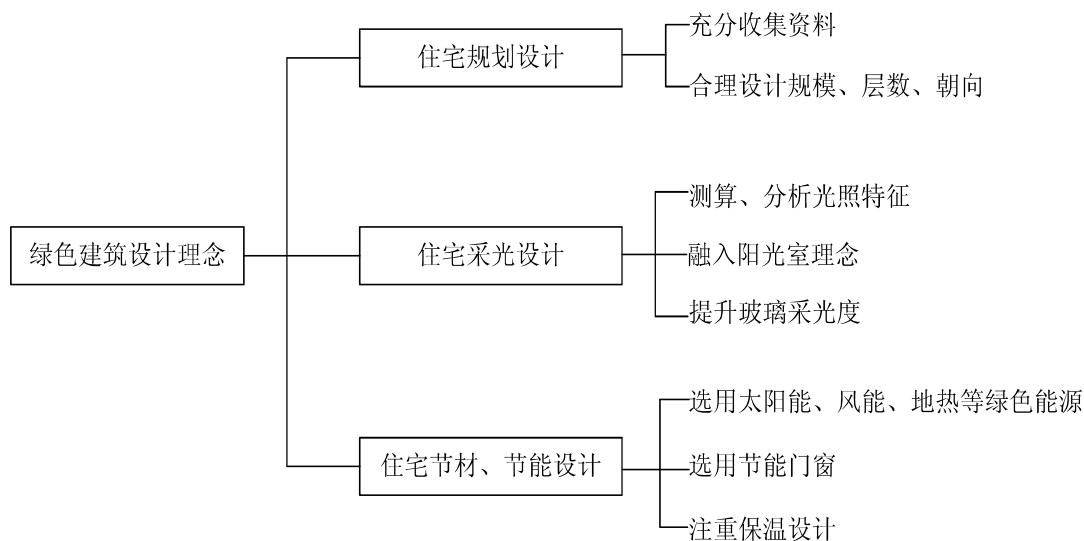 绿色建筑设计理念
住宅规划设计
充分收集资料
合理设计规模、层数、朝向
住宅采光设计
测算、分析光照特征
融入阳光室理念
提升玻璃采光度
住宅节材、节能设计
选用太阳能、风能、地热等绿色能源
选用节能门窗
注重保温设计